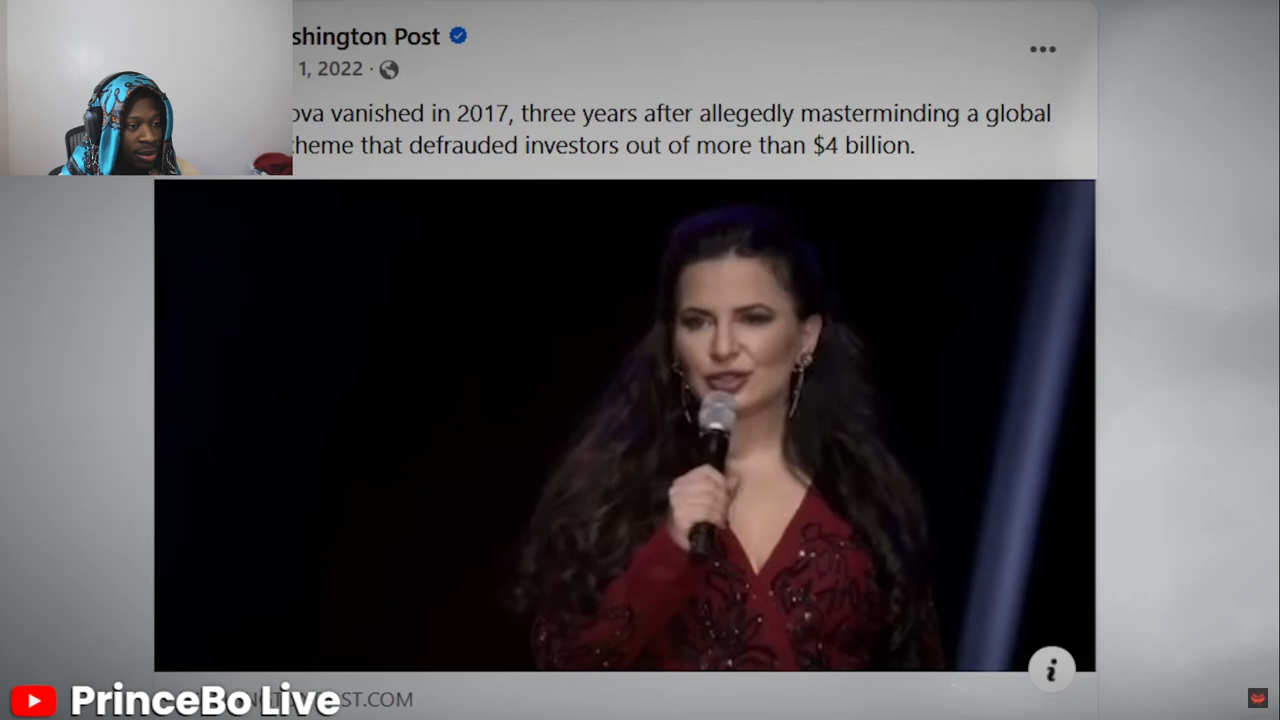 shington Post
1, 2022 ·
ova vanished in 2017, three years after allegedly masterminding a global
heme that defrauded investors out of more than $4 billion.
PrinceBo Live
ST.COM